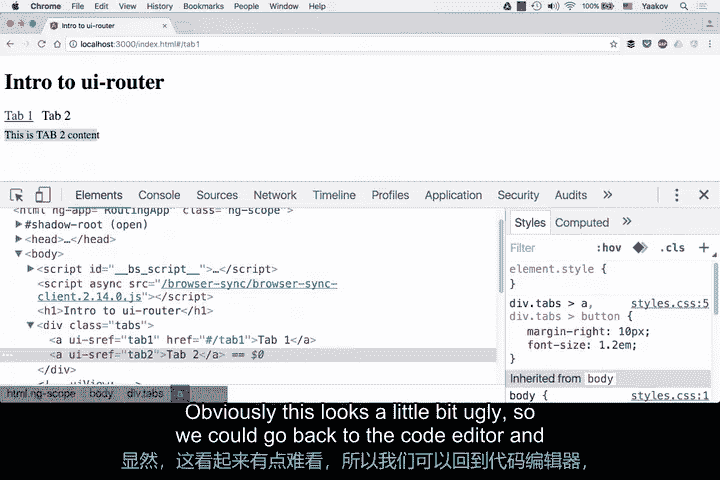 Chrome File Edit View History Bookmarks People Window Help 100% Yaakov
Intro to ui-router
localhost:3000/index.html#/tab1
Intro to ui-router
Tab 1 Tab 2
This is TAB 2 content
Elements Console Sources Network Timeline Profiles Application Security Audits »
<html ng-app="RoutingApp" class="ng-scope">
▶#shadow-root (open)
▶<head>…</head>
▼<body>
▶<script id="__bs_script__">…</script>
<script async src="/browser-sync/browser-sync-
client.2.14.0.js"></script>
<h1>Intro to ui-router</h1>
▼<div class="tabs">
<a ui-sref="tab1" href="#/tab1">Tab 1</a>
<a ui-sref="tab2">Tab 2</a> == $0
</div>
html.ng-scope body div.tabs a
Styles Computed »
Filter :hov .cls +
element.style {
}
div.tabs > a, styles.css:5
div.tabs > button {
margin-right: 10px;
font-size: 1.2em;
}
Inherited from body
body { styles.css:1
Obviously this looks a little bit ugly, so
we could go back to the code editor and
显然，这看起来有点难看，所以我们可以回到代码编辑器，